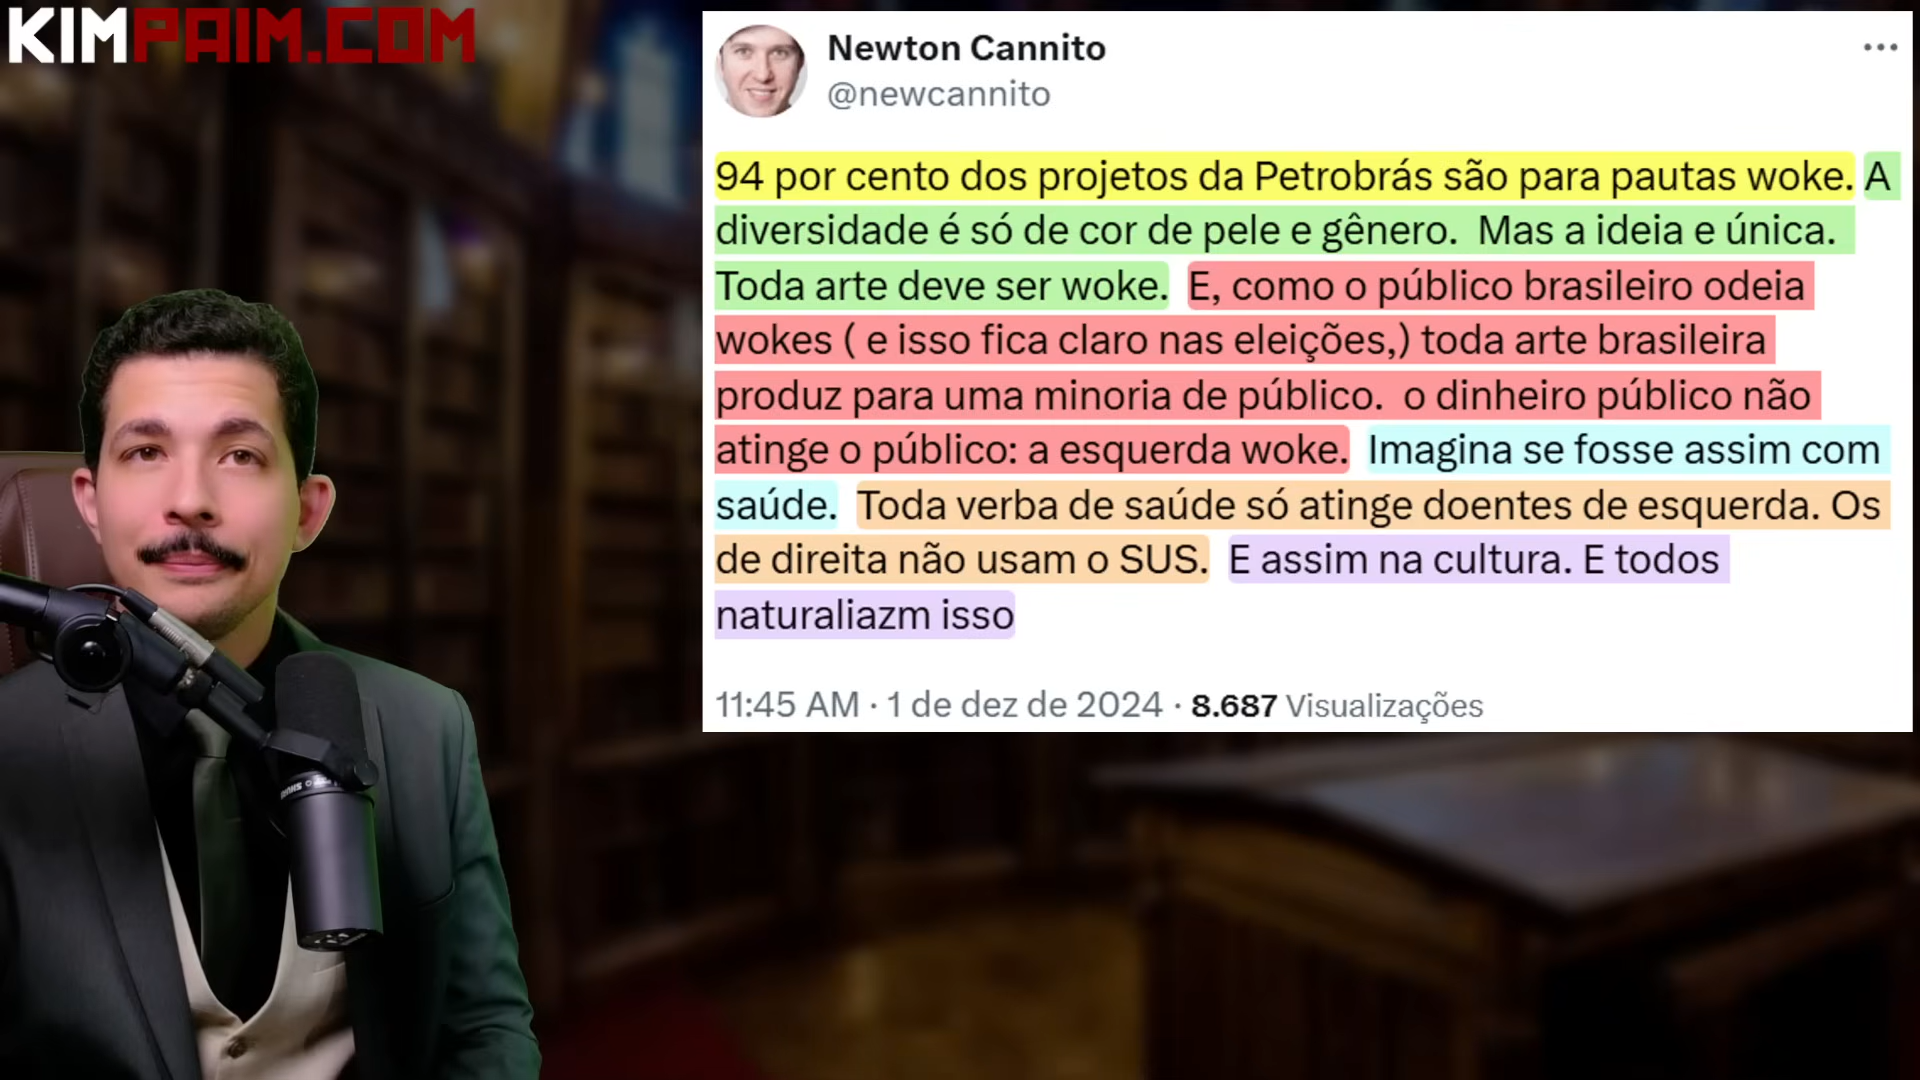 KIMPAIM.COM
Newton Cannito
@newcannito
94 por cento dos projetos da Petrobrás são para pautas woke. A
diversidade é só de cor de pele e gênero.  Mas a ideia e única.
Toda arte deve ser woke.  E, como o público brasileiro odeia
wokes ( e isso fica claro nas eleições,) toda arte brasileira
produz para uma minoria de público.  o dinheiro público não
atinge o público: a esquerda woke.  Imagina se fosse assim com
saúde.  Toda verba de saúde só atinge doentes de esquerda. Os
de direita não usam o SUS.  E assim na cultura. E todos
naturaliazm isso
11:45 AM · 1 de dez de 2024 · 8.687 Visualizações